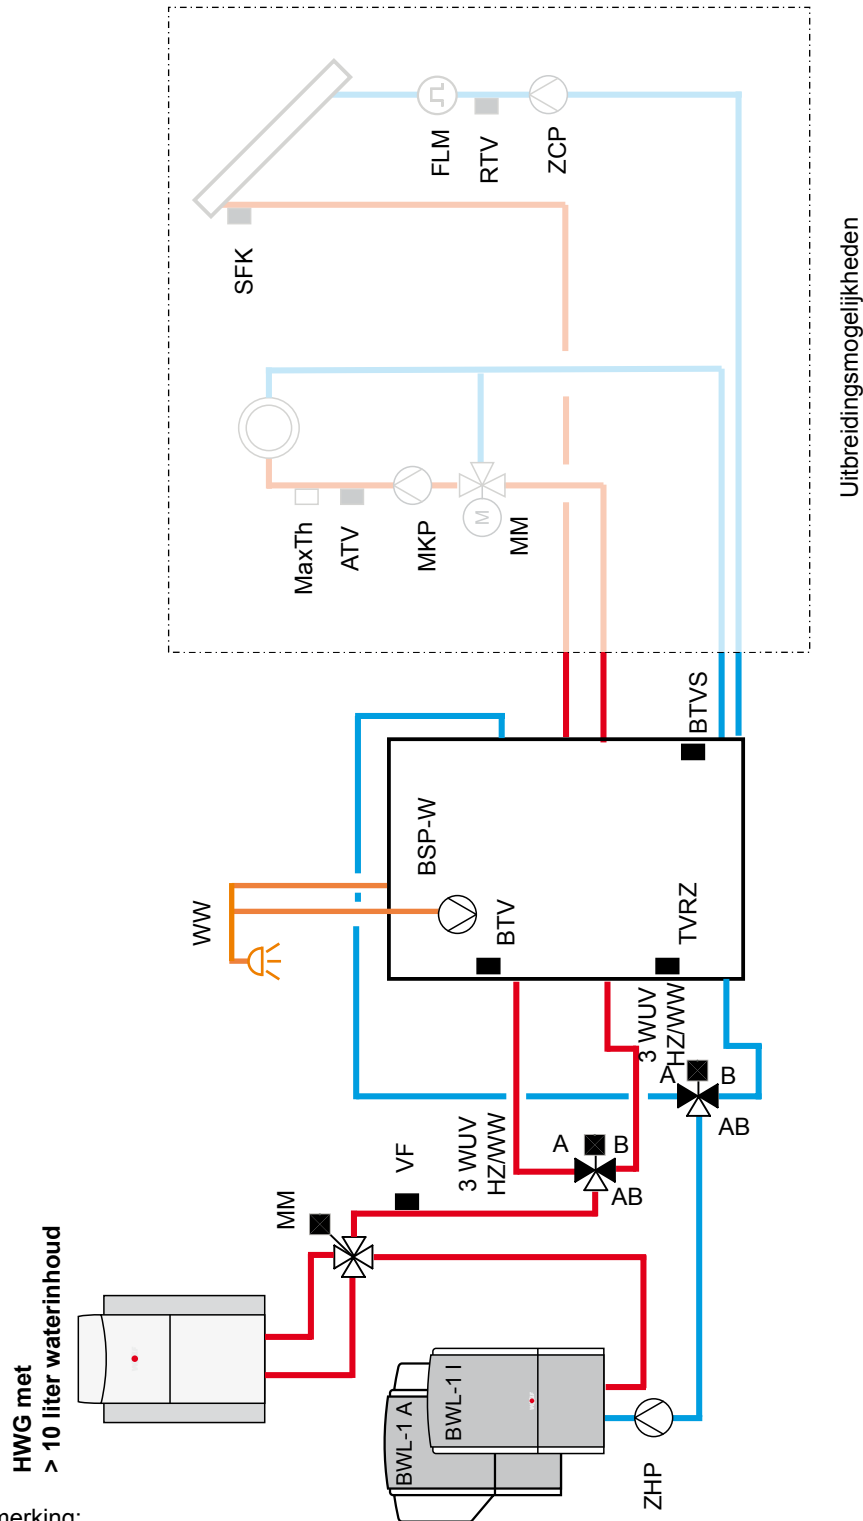 HWG met
> 10 liter waterinhoud
MM
VF
3 WUV
HZ/WW
A
B
AB
3 WUV
HZ/WW
A
B
AB
BWL-1 A
BWL-1 I
ZHP
WW
BSP-W
BTV
TVRZ
BTVS
MaxTh
ATV
MKP
MM
M
SFK
FLM
RTV
ZCP
Uitbreidingsmogelijkheden
merking: